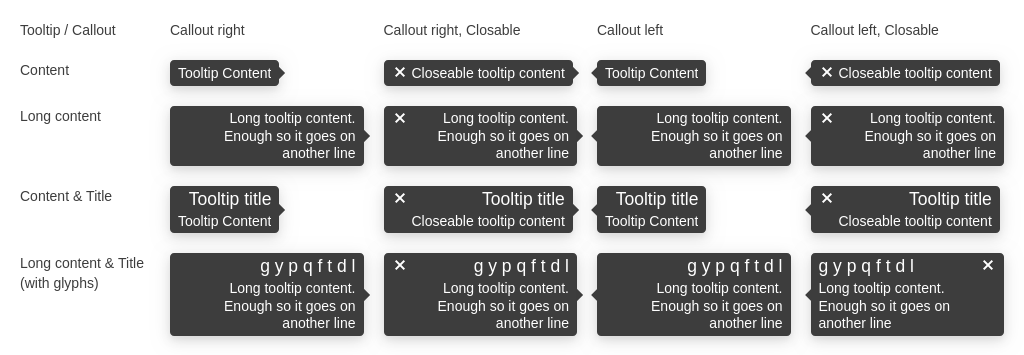 Tooltip / Callout Callout right Callout right, Closable Callout left Callout left, Closable
Content Tooltip Content ✕ Closeable tooltip content Tooltip Content ✕ Closeable tooltip content
Long content
Long tooltip content.
Enough so it goes on
another line
✕ Long tooltip content.
Enough so it goes on
another line
Long tooltip content.
Enough so it goes on
another line
✕ Long tooltip content.
Enough so it goes on
another line
Content & Title
Tooltip title
Tooltip Content
✕ Tooltip title
Closeable tooltip content
Tooltip title
Tooltip Content
✕ Tooltip title
Closeable tooltip content
Long content & Title
(with glyphs)
g y p q f t d l
Long tooltip content.
Enough so it goes on
another line
✕ g y p q f t d l
Long tooltip content.
Enough so it goes on
another line
g y p q f t d l
Long tooltip content.
Enough so it goes on
another line
g y p q f t d l ✕
Long tooltip content.
Enough so it goes on
another line